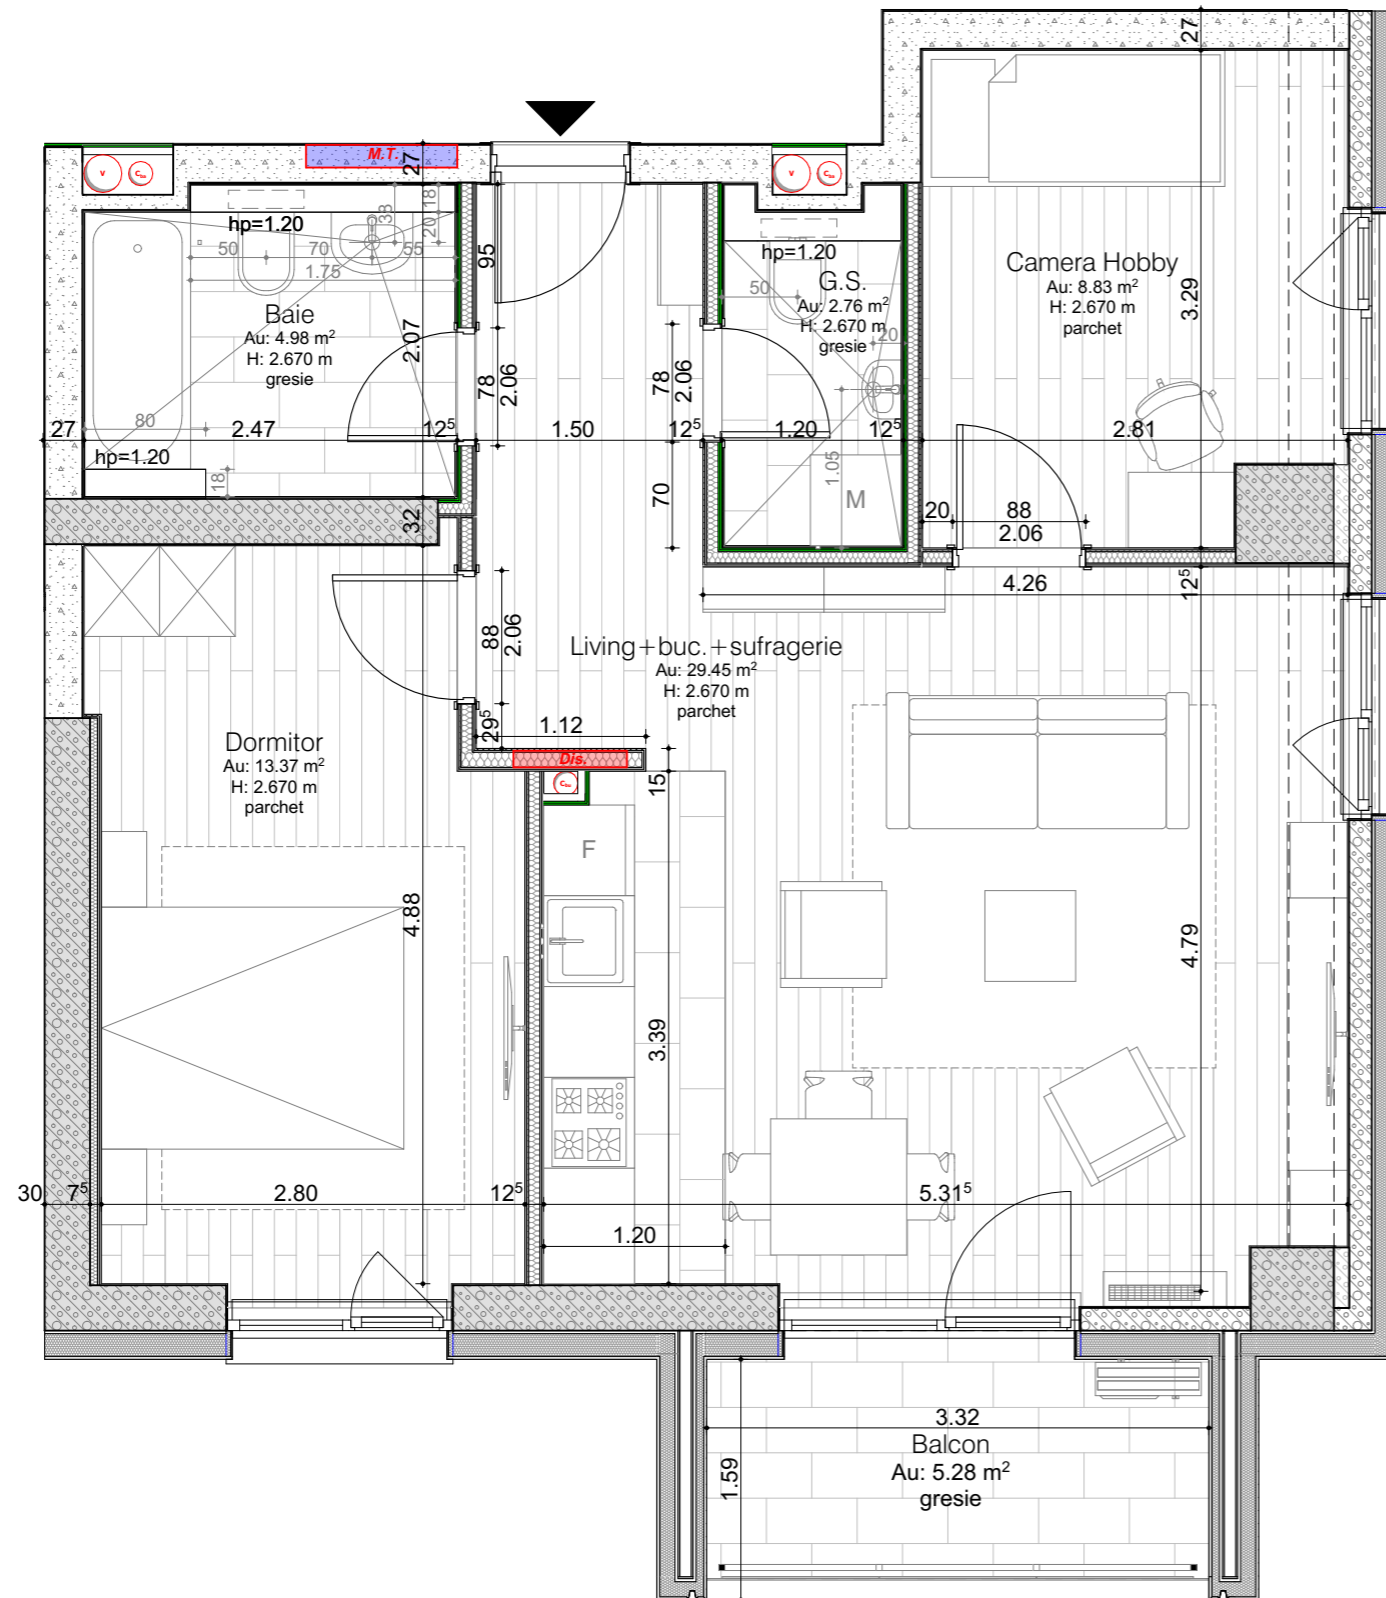 27
M.T.
27
V
C
V
C
hp=1.20
38
18
20
50
70
55
1.75
Baie
Au: 4.98 m²
H: 2.670 m
gresie
2.07
80
27
2.47
12⁵
hp=1.20
18
32
95
78
2.06
1.50
78
2.06
12⁵
70
hp=1.20
50
G.S.
Au: 2.76 m²
H: 2.670 m
gresie
20
1.20
12⁵
1.05
M
Camera Hobby
Au: 8.83 m²
H: 2.670 m
parchet
3.29
2.81
20
88
2.06
4.26
12⁵
88
2.06
Living+buc.+sufragerie
Au: 29.45 m²
H: 2.670 m
parchet
29⁵
1.12
Dis.
C
15
Dormitor
Au: 13.37 m²
H: 2.670 m
parchet
F
4.88
4.79
3.39
30
7⁵
2.80
12⁵
5.31⁵
1.20
3.32
Balcon
Au: 5.28 m²
gresie
1.59